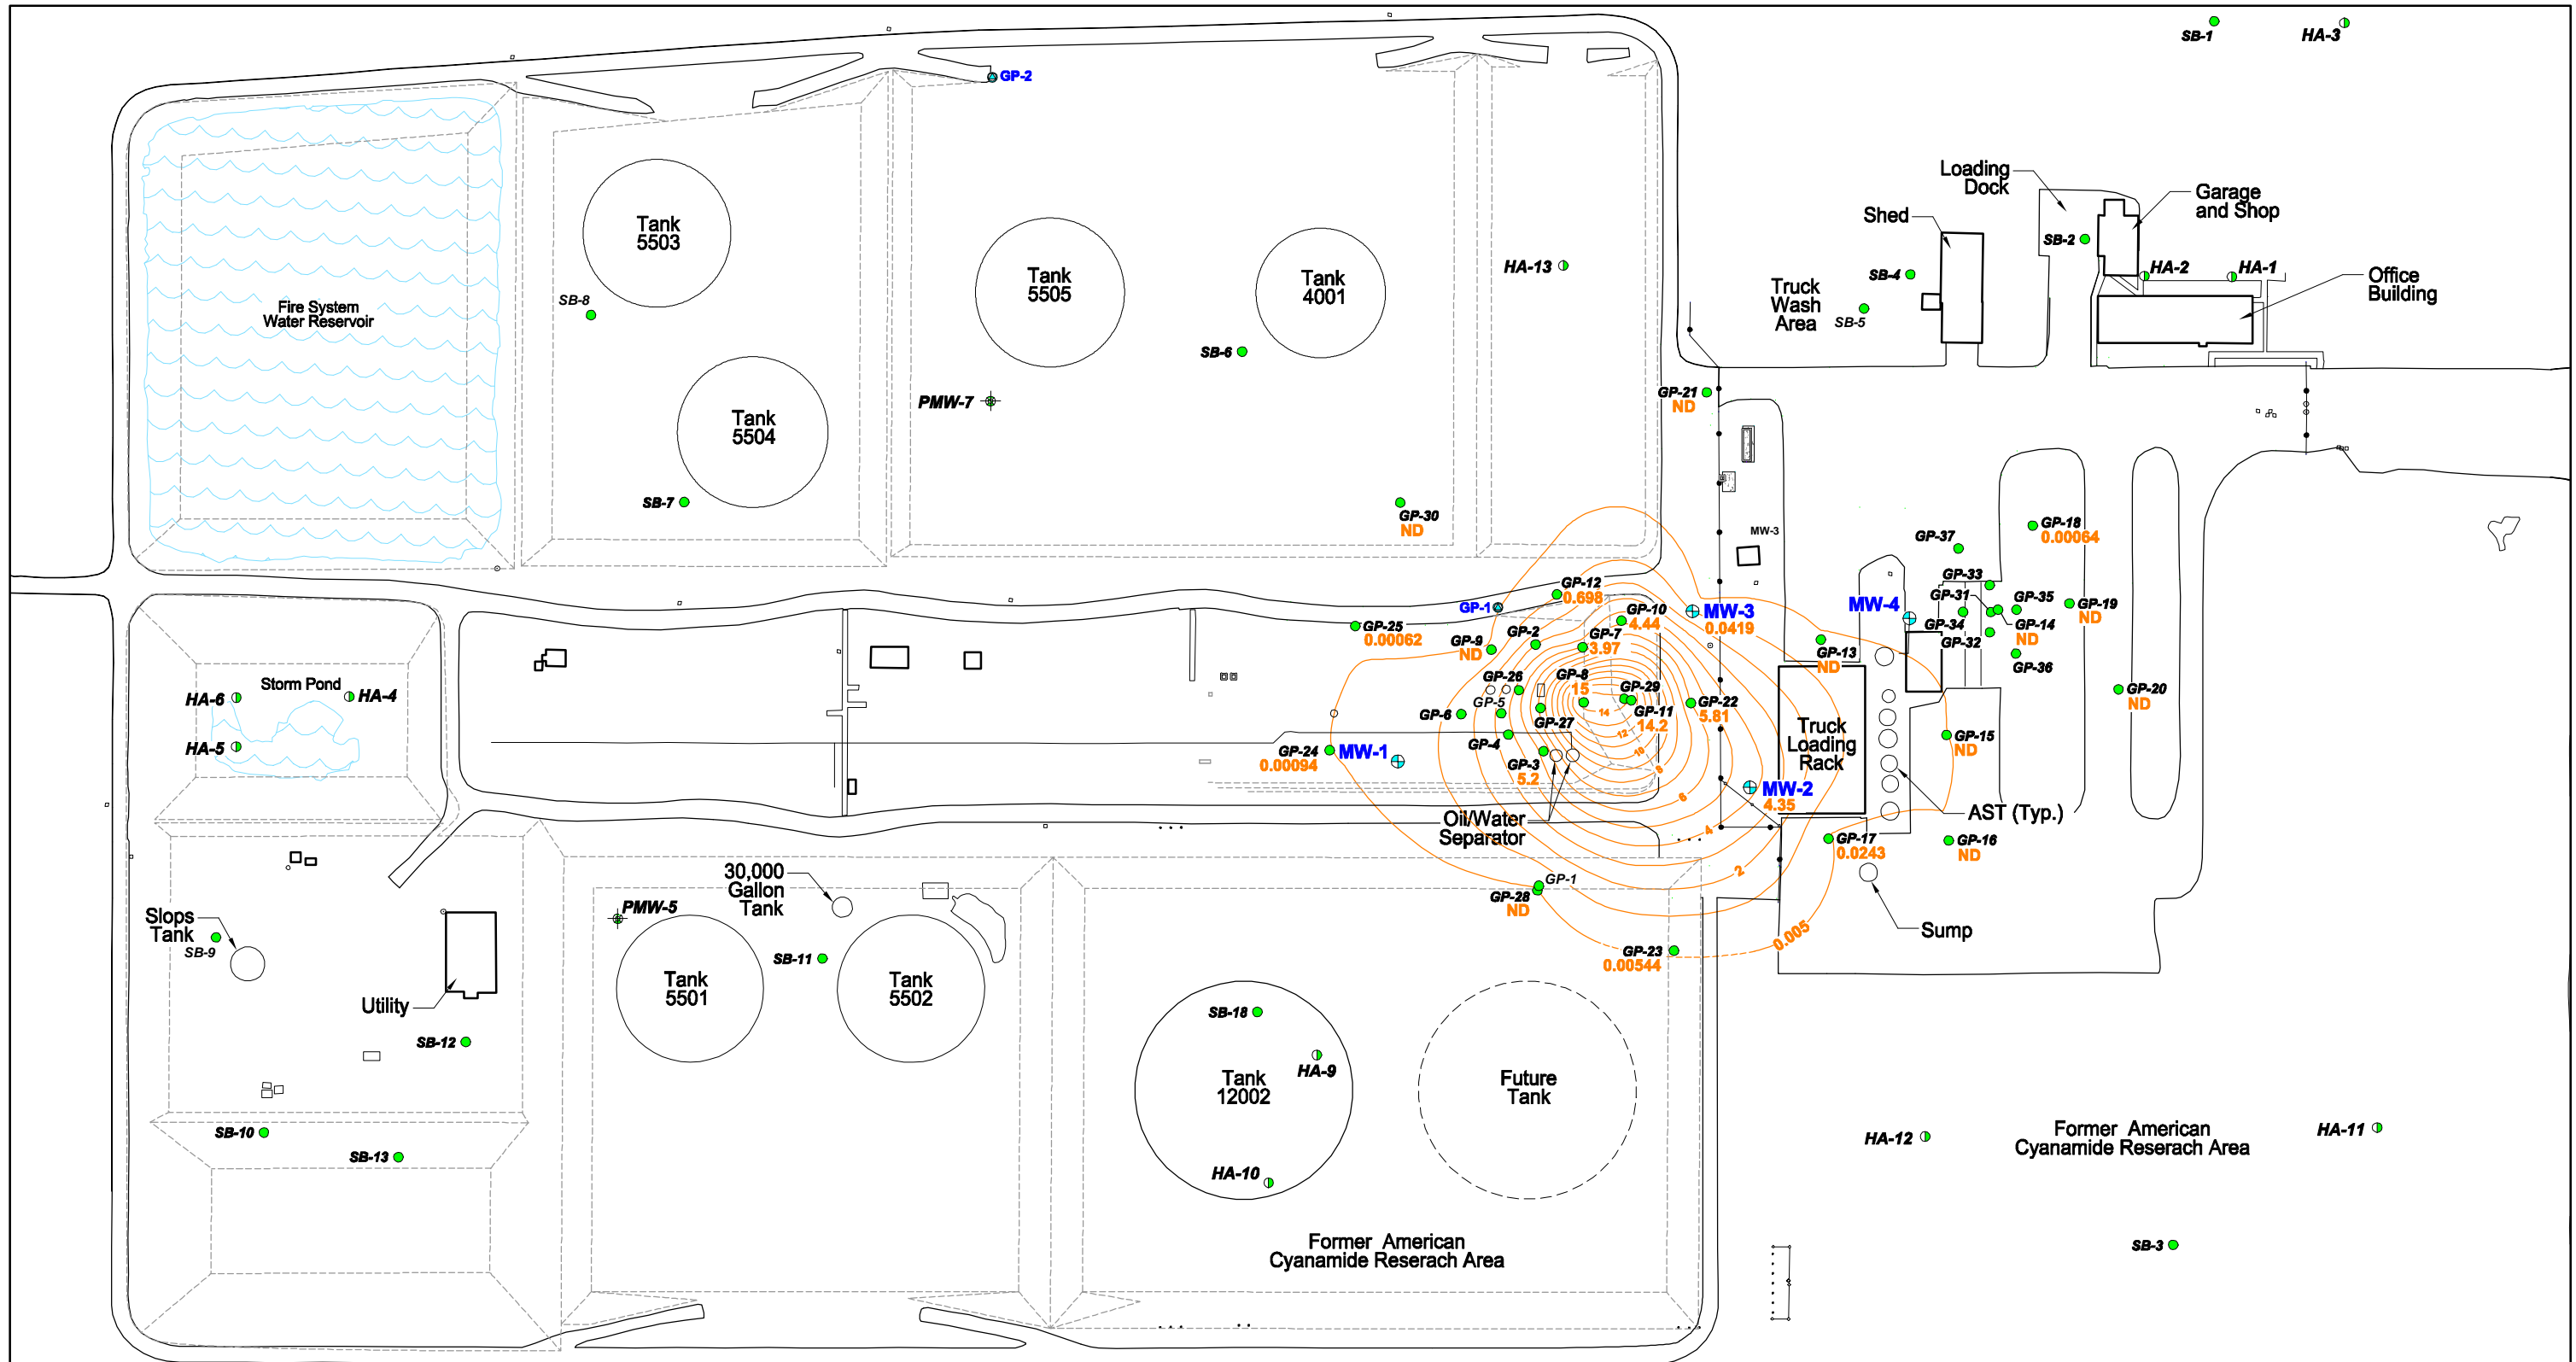 SB-1
HA-3
GP-2
Loading
Dock
Garage
and Shop
Shed
Tank
5503
SB-2
HA-13
SB-4
HA-2
HA-1
Tank
5505
Tank
4001
Office
Building
Truck
Wash
Area
SB-8
Fire System
Water Reservoir
SB-5
SB-6
GP-21
ND
PMW-7
Tank
5504
SB-7
GP-30
ND
MW-3
GP-18
0.00064
GP-37
GP-12
0.698
GP-33
GP-1
GP-10
4.44
MW-3
0.0419
MW-4
GP-31
GP-35
GP-19
ND
GP-25
0.00062
GP-34
GP-14
ND
GP-9
ND
GP-2
GP-7
3.97
GP-32
GP-13
ND
GP-36
Storm Pond
HA-6
HA-4
GP-26
GP-8
15
GP-29
GP-20
ND
GP-5
GP-6
GP-11
14.2
14
GP-22
5.81
GP-27
12
Truck
Loading
Rack
HA-5
GP-4
GP-24
0.00094
MW-1
10
GP-15
ND
GP-3
5.2
8
MW-2
4.35
6
Oil/Water
Separator
AST (Typ.)
4
GP-17
0.0243
GP-16
ND
2
30,000
Gallon
Tank
GP-1
GP-28
ND
PMW-5
Slops
Tank
SB-9
0.005
Sump
SB-11
GP-23
0.00544
Tank
5501
Tank
5502
Utility
SB-18
SB-12
HA-9
Tank
12002
Future
Tank
SB-10
SB-13
HA-12
Former American
Cyanamide Reserach Area
HA-11
HA-10
Former American
Cyanamide Reserach Area
SB-3